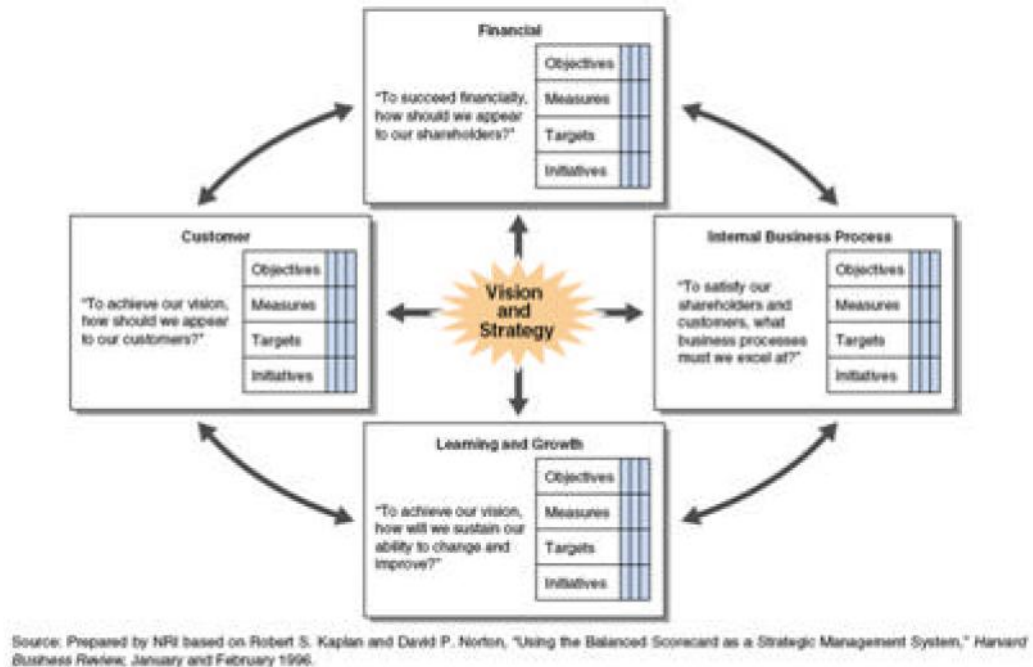 Financial
"To succeed financially,
how should we appear
to our shareholders?"
Objectives
Measures
Targets
Initiatives
Customer
"To achieve our vision,
how should we appear
to our customers?"
Objectives
Measures
Targets
Initiatives
Vision
and
Strategy
Internal Business Process
"To satisfy our
shareholders and
customers, what
business processes
must we excel at?"
Objectives
Measures
Targets
Initiatives
Learning and Growth
"To achieve our vision,
how will we sustain our
ability to change and
improve?"
Objectives
Measures
Targets
Initiatives
Source: Prepared by NRI based on Robert S. Kaplan and David P. Norton, "Using the Balanced Scorecard as a Strategic Management System," Harvard
Business Review, January and February 1996.